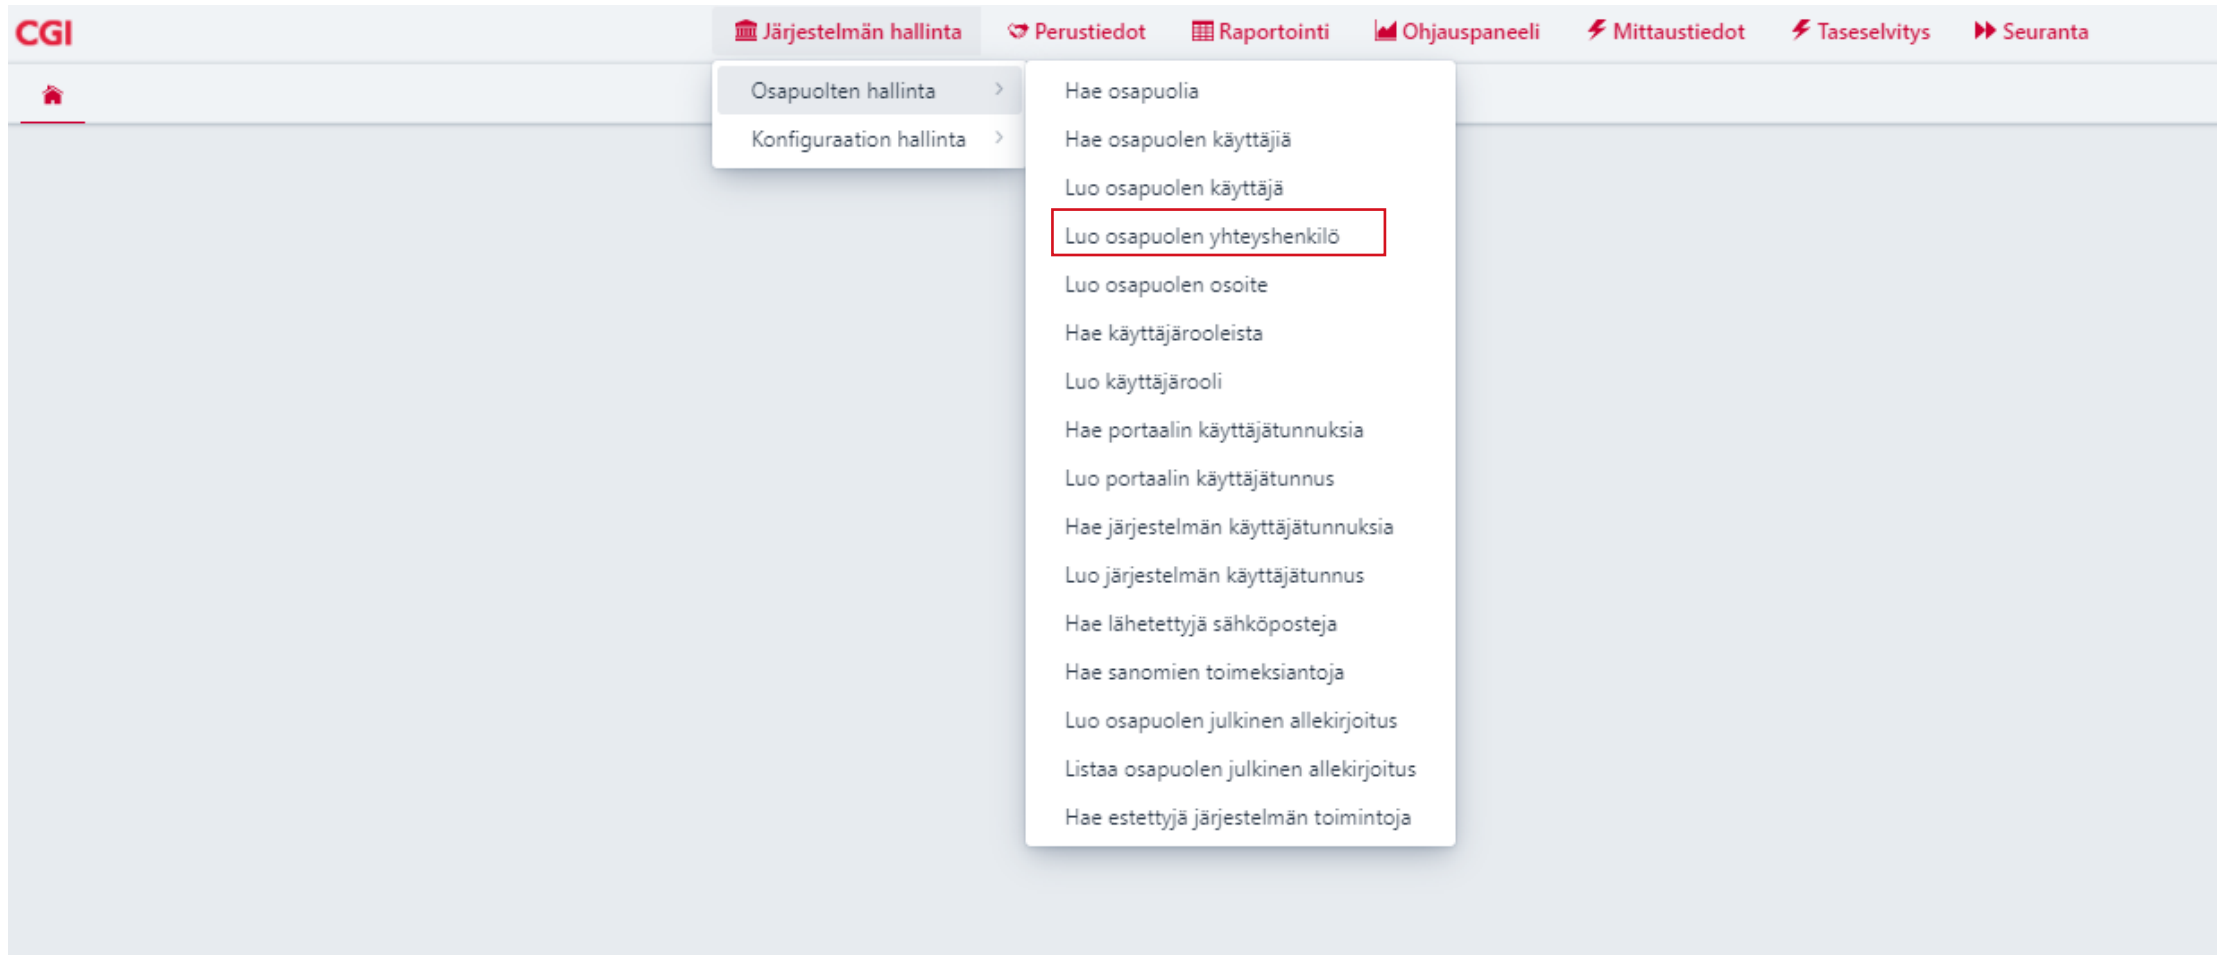 CGI
Järjestelmän hallinta Perustiedot Raportointi Ohjauspaneeli Mittaustiedot Taseselvitys Seuranta
Osapuolten hallinta
Konfiguraation hallinta
Hae osapuolia
Hae osapuolen käyttäjiä
Luo osapuolen käyttäjä
Luo osapuolen yhteyshenkilö
Luo osapuolen osoite
Hae käyttäjärooleista
Luo käyttäjärooli
Hae portaalin käyttäjätunnuksia
Luo portaalin käyttäjätunnus
Hae järjestelmän käyttäjätunnuksia
Luo järjestelmän käyttäjätunnus
Hae lähetettyjä sähköposteja
Hae sanomien toimeksiantoja
Luo osapuolen julkinen allekirjoitus
Listaa osapuolen julkinen allekirjoitus
Hae estettyjä järjestelmän toimintoja